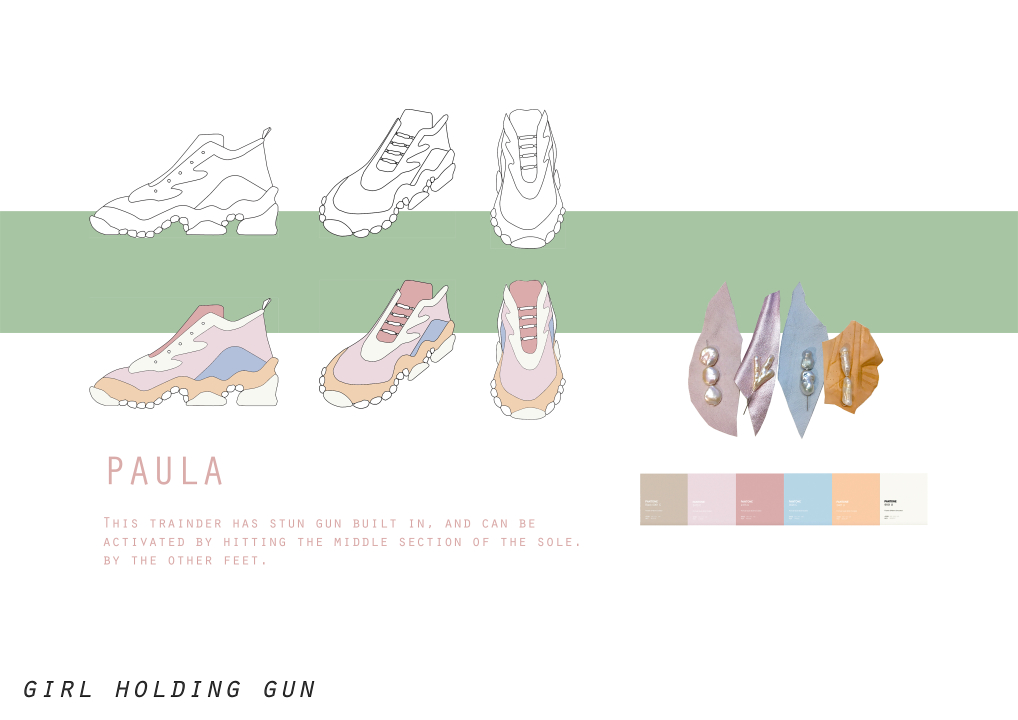 PAULA
THIS TRAINDER HAS STUN GUN BUILT IN, AND CAN BE
ACTIVATED BY HITTING THE MIDDLE SECTION OF THE SOLE.
BY THE OTHER FEET.
PANTONE
PANTONE
PANTONE
PANTONE
PANTONE
PANTONE
GIRL HOLDING GUN